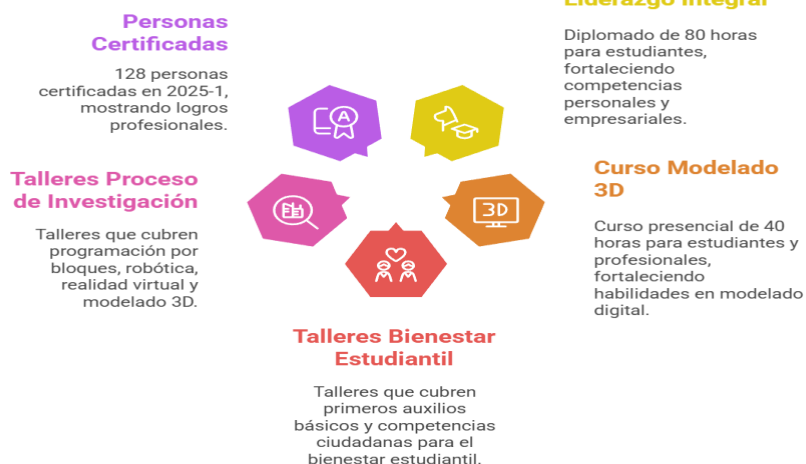 Personas
Certificadas
128 personas
certificadas en 2025-1,
mostrando logros
profesionales.
Liderazgo Integral
Diplomado de 80 horas
para estudiantes,
fortaleciendo
competencias
personales y
empresariales.
Talleres Proceso
de Investigación
Talleres que cubren
programación por
bloques, robótica,
realidad virtual y
modelado 3D.
A
3D
Curso Modelado
3D
Curso presencial de 40
horas para estudiantes y
profesionales,
fortaleciendo
habilidades en modelado
digital.
Talleres Bienestar
Estudiantil
Talleres que cubren
primeros auxilios
básicos y competencias
ciudadanas para el
bienestar estudiantil.